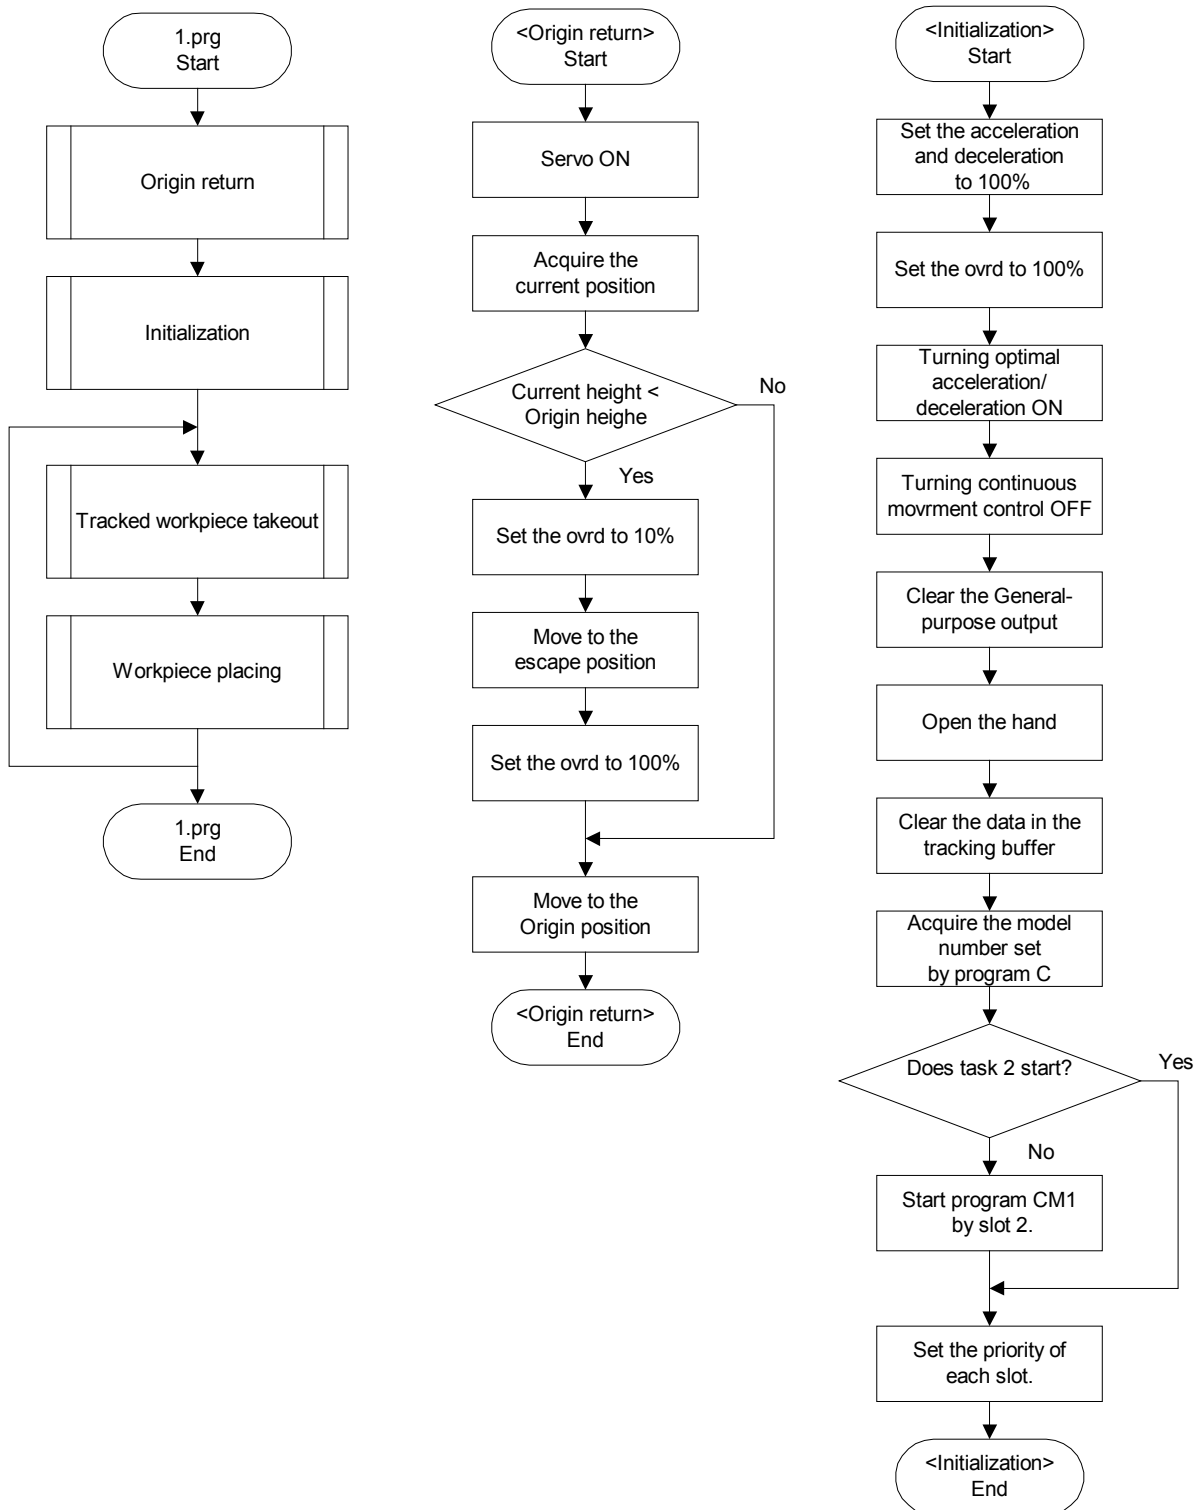 1.prg
Start
Origin return
Initialization
Tracked workpiece takeout
Workpiece placing
1.prg
End
<Origin return>
Start
Servo ON
Acquire the
current position
Current height <
Origin heighe
No
Yes
Set the ovrd to 10%
Move to the
escape position
Set the ovrd to 100%
Move to the
Origin position
<Origin return>
End
<Initialization>
Start
Set the acceleration
and deceleration
to 100%
Set the ovrd to 100%
Turning optimal
acceleration/
deceleration ON
Turning continuous
movrment control OFF
Clear the General-
purpose output
Open the hand
Clear the data in the
tracking buffer
Acquire the model
number set
by program C
Does task 2 start?
Yes
No
Start program CM1
by slot 2.
Set the priority of
each slot.
<Initialization>
End